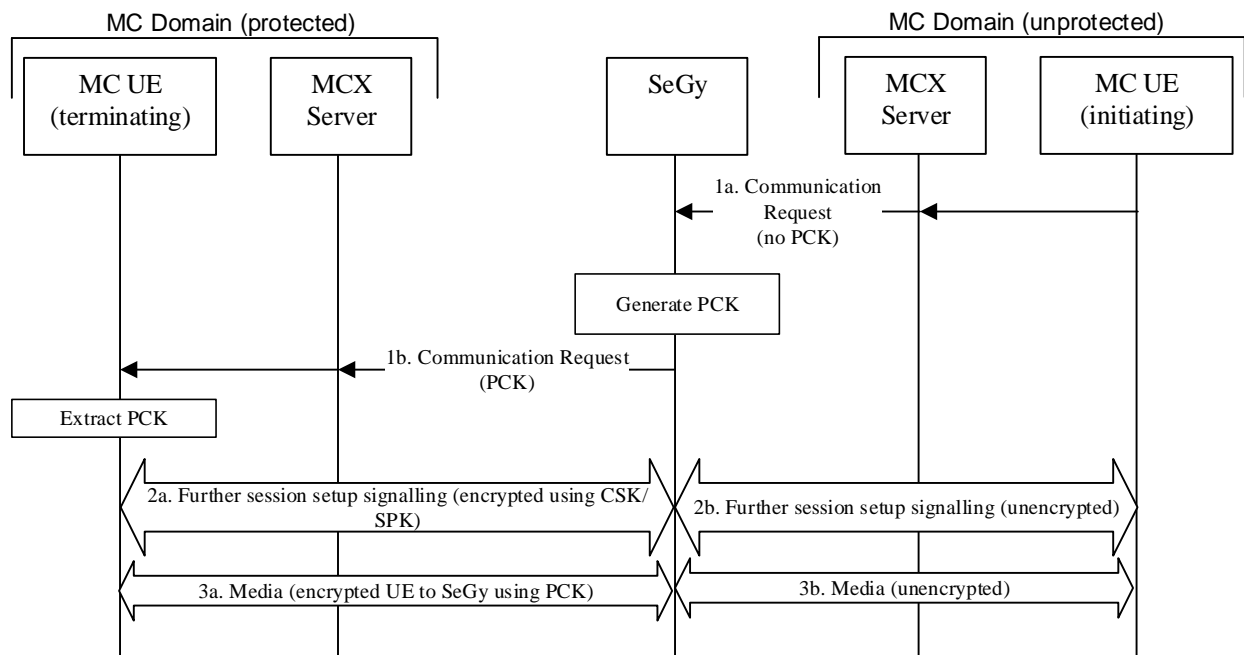 MC Domain (protected)
MC Domain (unprotected)
MC UE
(terminating)
MCX
Server
SeGy
MCX
Server
MC UE
(initiating)
1a. Communication
Request
(no PCK)
Generate PCK
1b. Communication Request
(PCK)
Extract PCK
2a. Further session setup signalling (encrypted using CSK/
SPK)
2b. Further session setup signalling (unencrypted)
3a. Media (encrypted UE to SeGy using PCK)
3b. Media (unencrypted)